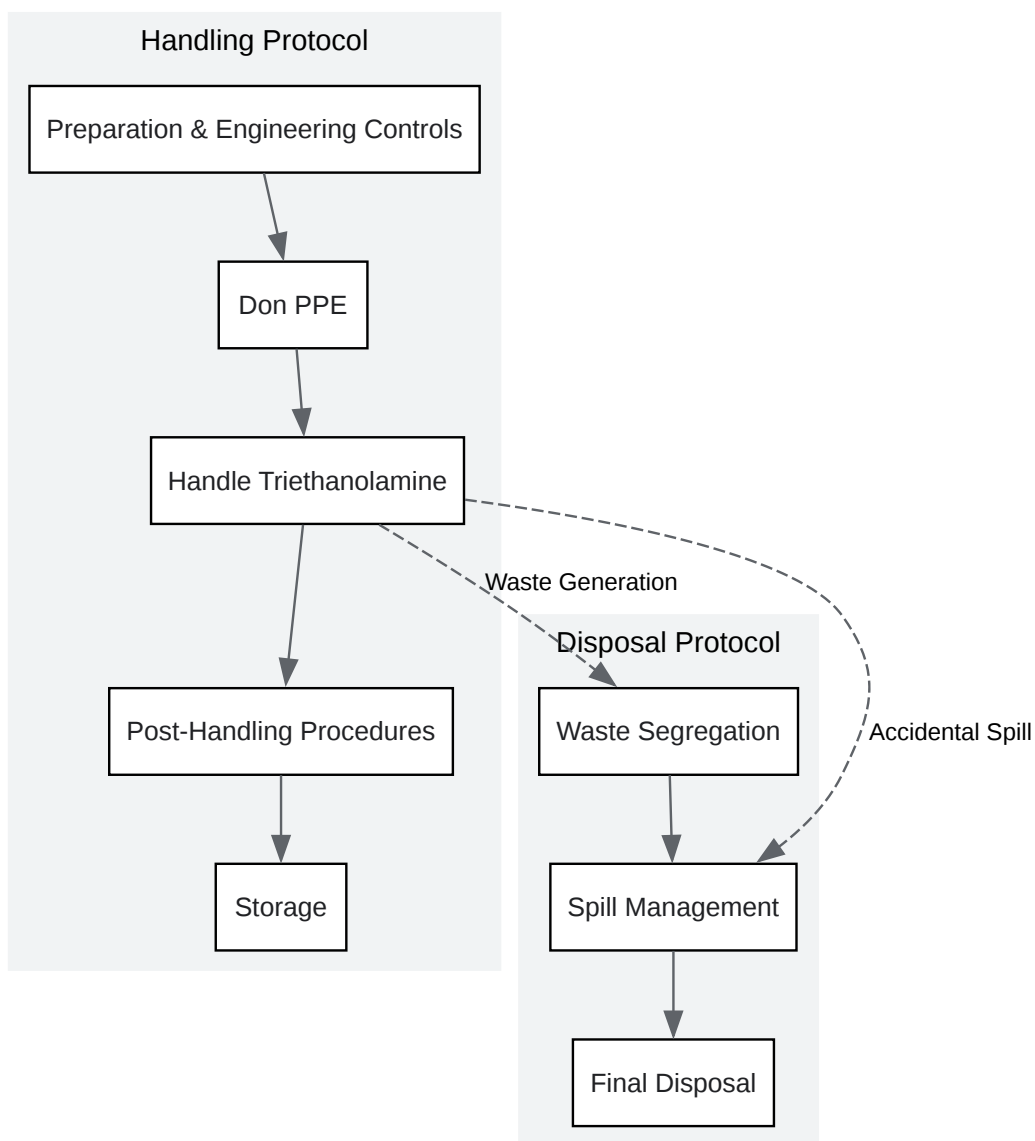 Handling Protocol
Preparation & Engineering Controls
Don PPE
Handle Triethanolamine
Waste Generation
Disposal Protocol
Post-Handling Procedures
Waste Segregation
Accidental Spill
Storage
Spill Management
Final Disposal